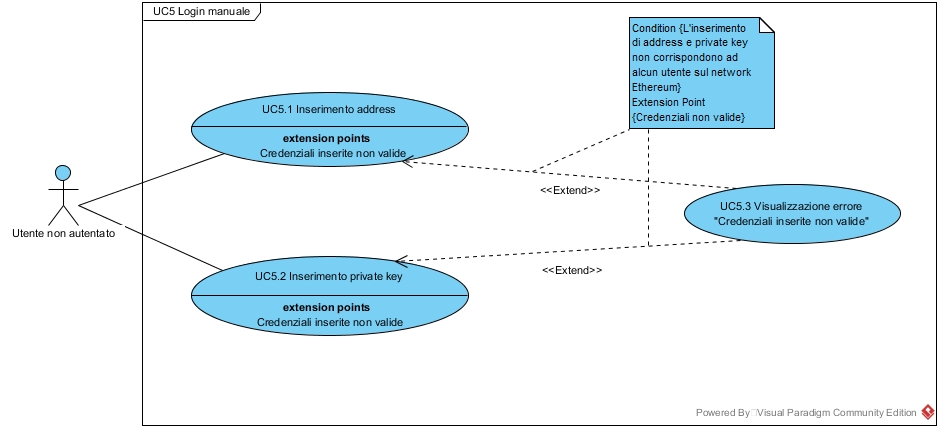 UC5 Login manuale
Condition {L'inserimento
di address e private key
non corrispondono ad
alcun utente sul network
Ethereum}
Extension Point
{Credenziali non valide}
UC5.1 Inserimento address
extension points
Credenziali inserite non valide
<<Extend>>
UC5.3 Visualizzazione errore
"Credenziali inserite non valide"
Utente non autentato
<<Extend>>
UC5.2 Inserimento private key
extension points
Credenziali inserite non valide
Powered By Visual Paradigm Community Edition